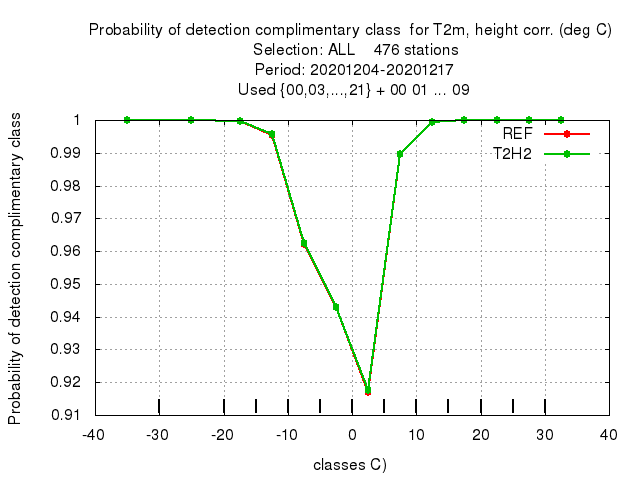 Probability of detection complimentary class for T2m, height corr. (deg C)
Selection: ALL 476 stations
Period: 20201204-20201217
Used {00,03,...,21} + 00 01 ... 09
Probability of detection complimentary class
1
0.99
0.98
0.97
0.96
0.95
0.94
0.93
0.92
0.91
REF
T2H2
-40 -30 -20 -10 0 10 20 30 40
classes C)